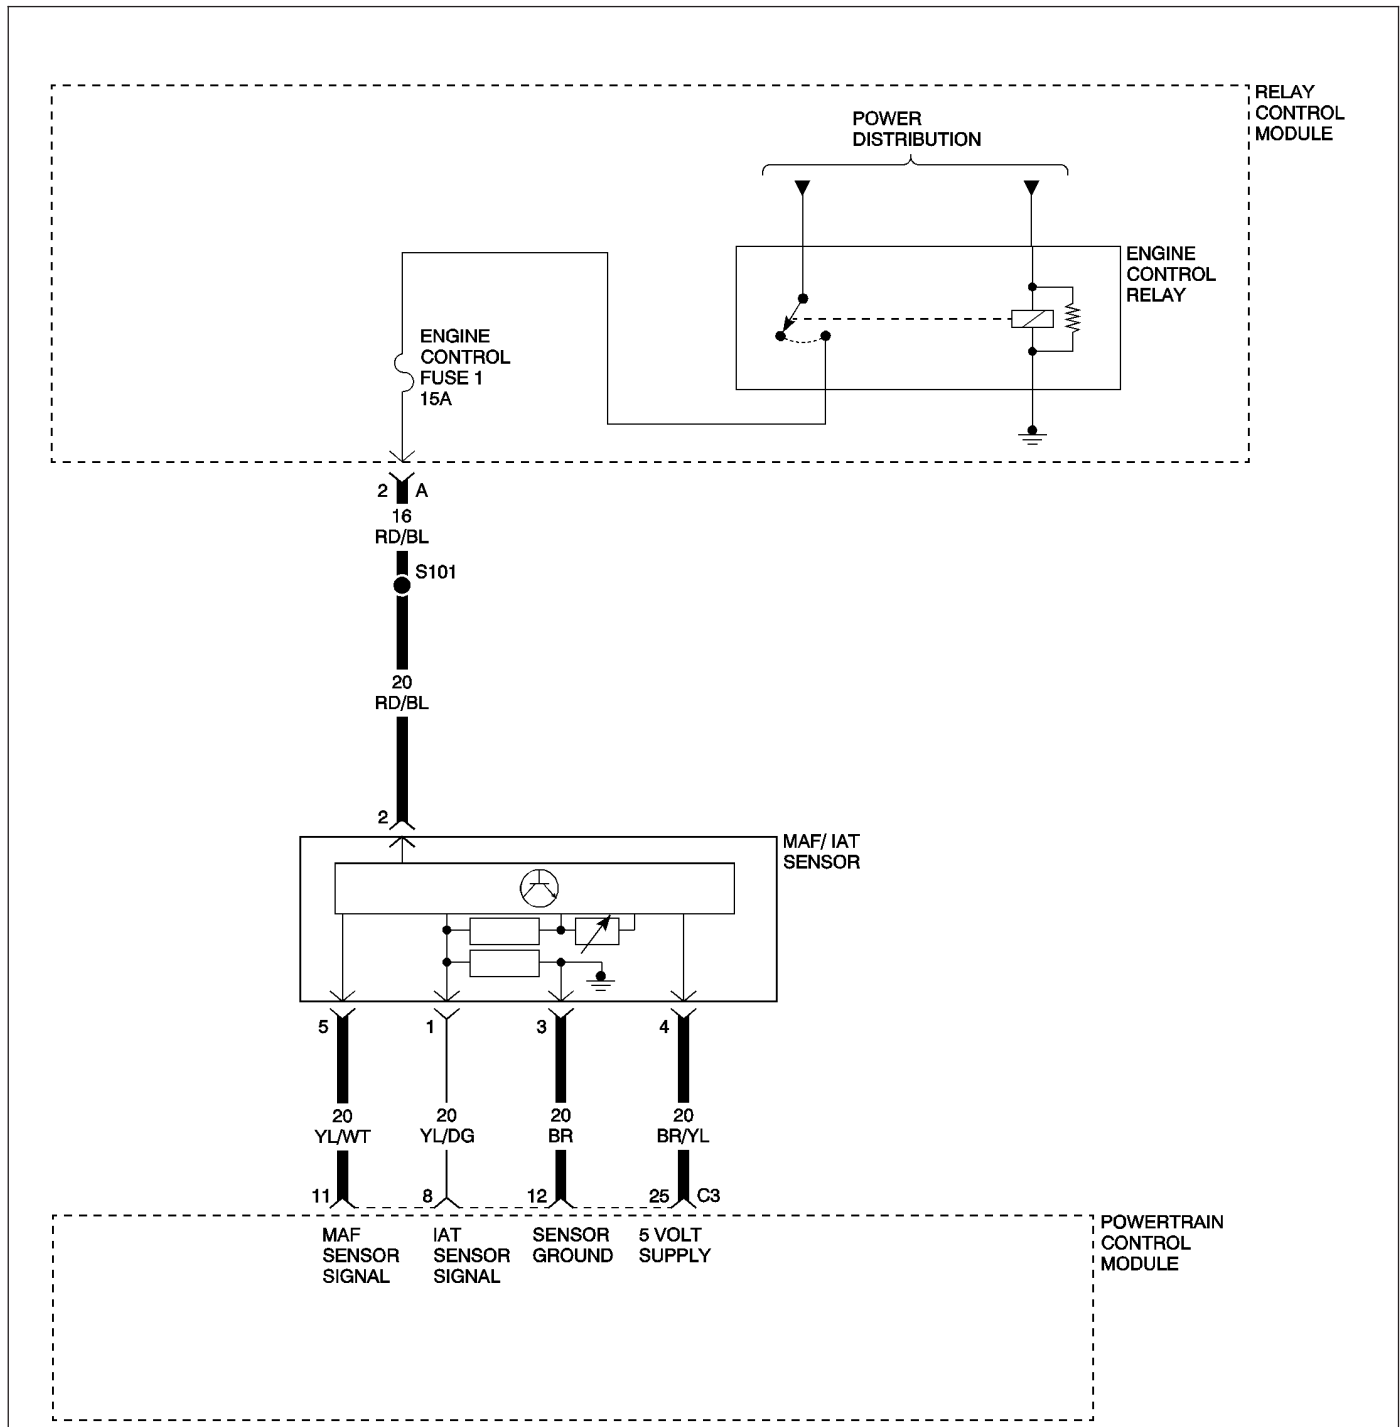 RELAY
CONTROL
MODULE
POWER
DISTRIBUTION
ENGINE
CONTROL
RELAY
ENGINE
CONTROL
FUSE 1
15A
2 A
16
RD/BL
S101
20
RD/BL
2
MAF/ IAT
SENSOR
5 1 3 4
20 20 20 20
YL/WT YL/DG BR BR/YL
11 8 12 25 C3
MAF
SENSOR
SIGNAL
IAT
SENSOR
SIGNAL
SENSOR
GROUND
5 VOLT
SUPPLY
POWERTRAIN
CONTROL
MODULE